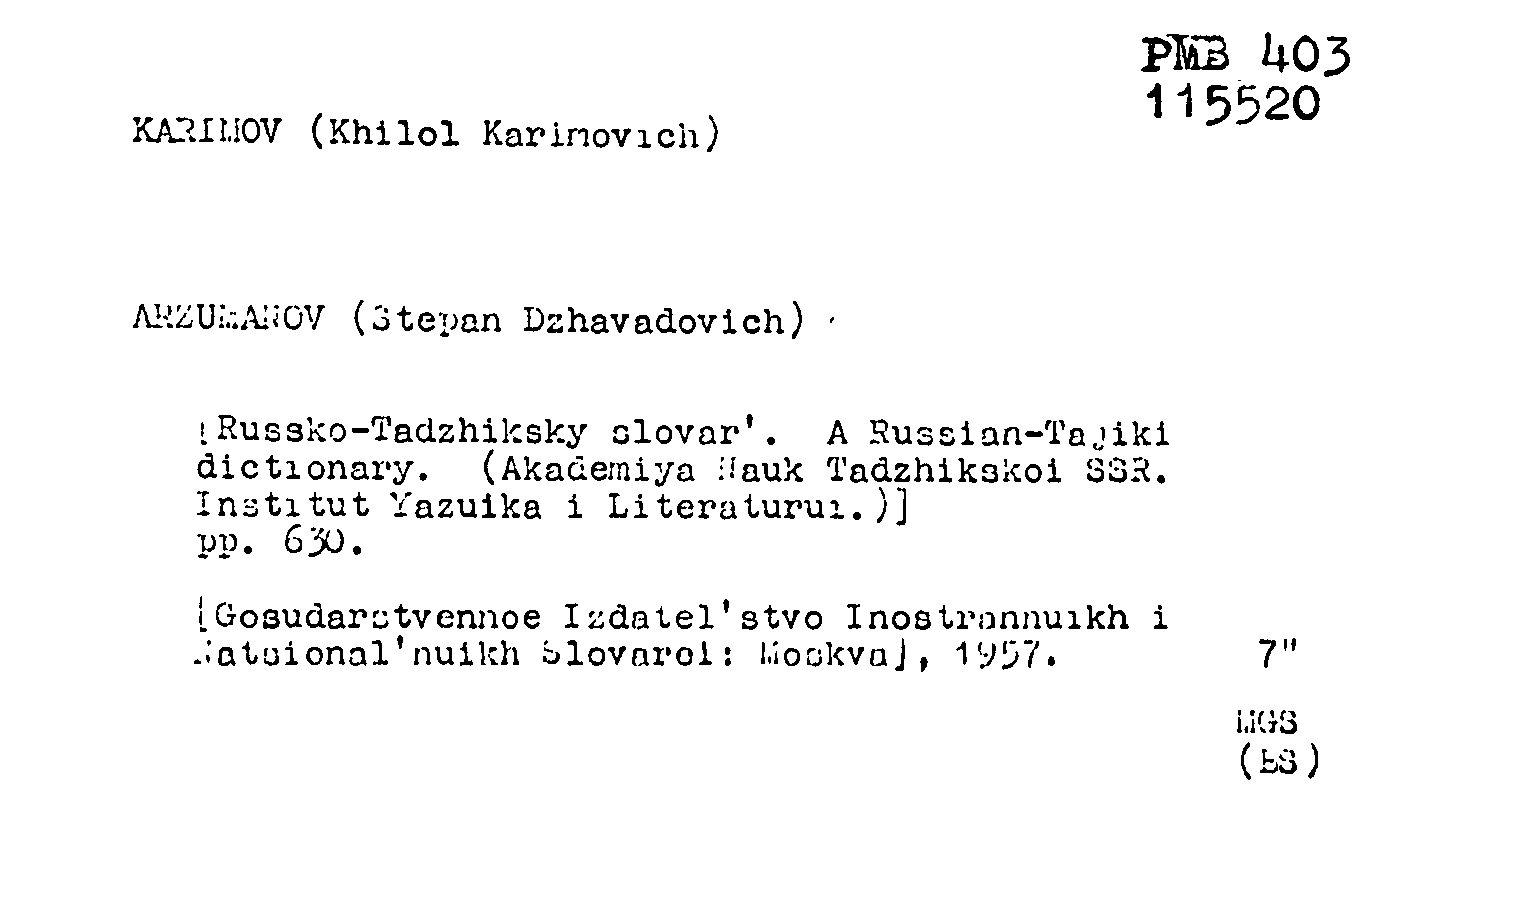 PMB 403
115520
KARIMOV (Khilol Karimovich)
ARZUMANOV (Stepan Dzhavadovich)
[Russko-Tadzhiksky slovar'. A Russian-Tajiki
dictionary. (Akademiya Nauk Tadzhikskoi SSR.
Institut Yazuika i Literaturui.)]
pp. 630.
[Gosudarstvennoe Izdatel'stvo Inostrannuikh i
Natsional'nuikh Slovarei: Moskva], 1957. 7"
MGS
(ES)